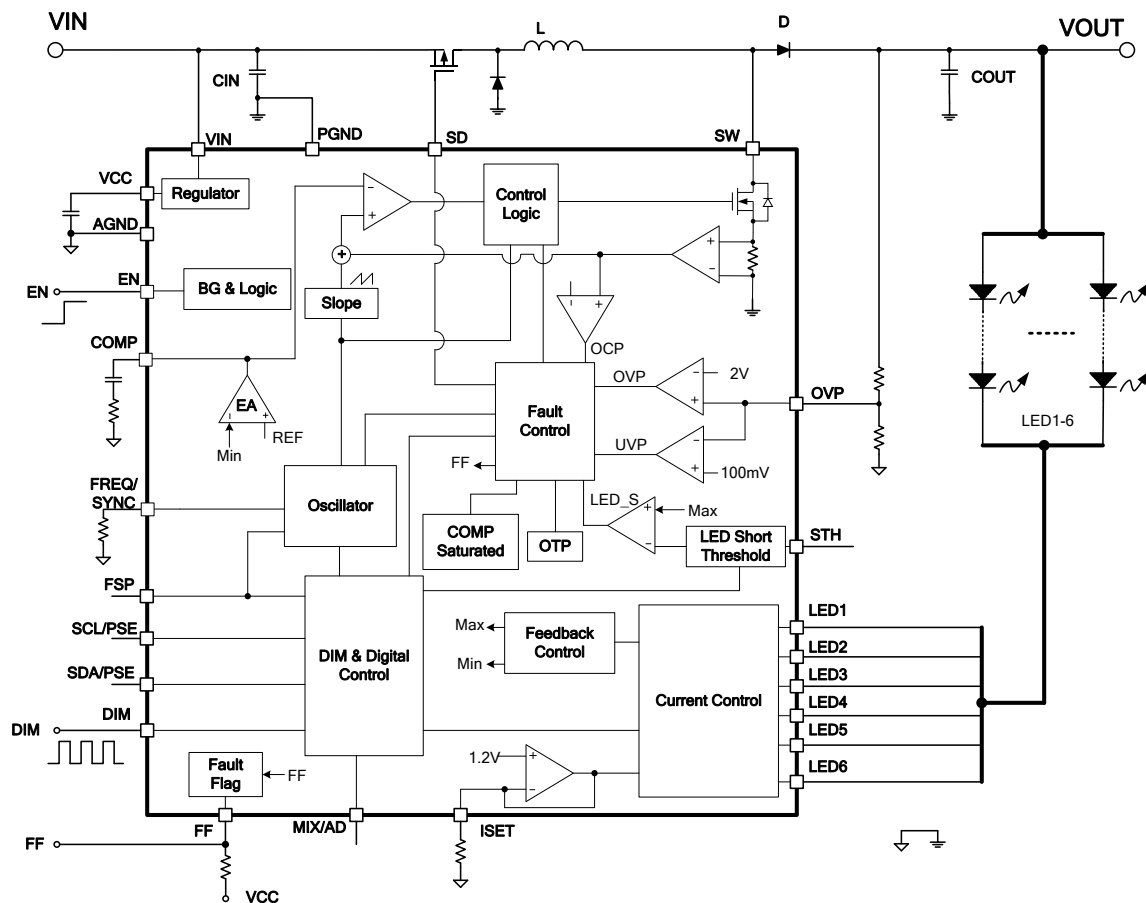 VIN
L
D
VOUT
CIN
COUT
VIN
PGND
SD
SW
VCC
Regulator
AGND
Control
Logic
EN
EN
BG & Logic
Slope
COMP
OCP
EA
REF
Min
OVP
2V
OVP
Fault
Control
UVP
100mV
FF
LED1-6
FREQ/
SYNC
Oscillator
COMP
Saturated
OTP
LED_S
Max
LED Short
Threshold
STH
FSP
SCL/PSE
SDA/PSE
DIM & Digital
Control
DIM
DIM
Max
Min
Feedback
Control
Current Control
LED1
LED2
LED3
LED4
LED5
LED6
Fault
Flag
FF
1.2V
FF
MIX/AD
ISET
FF
VCC